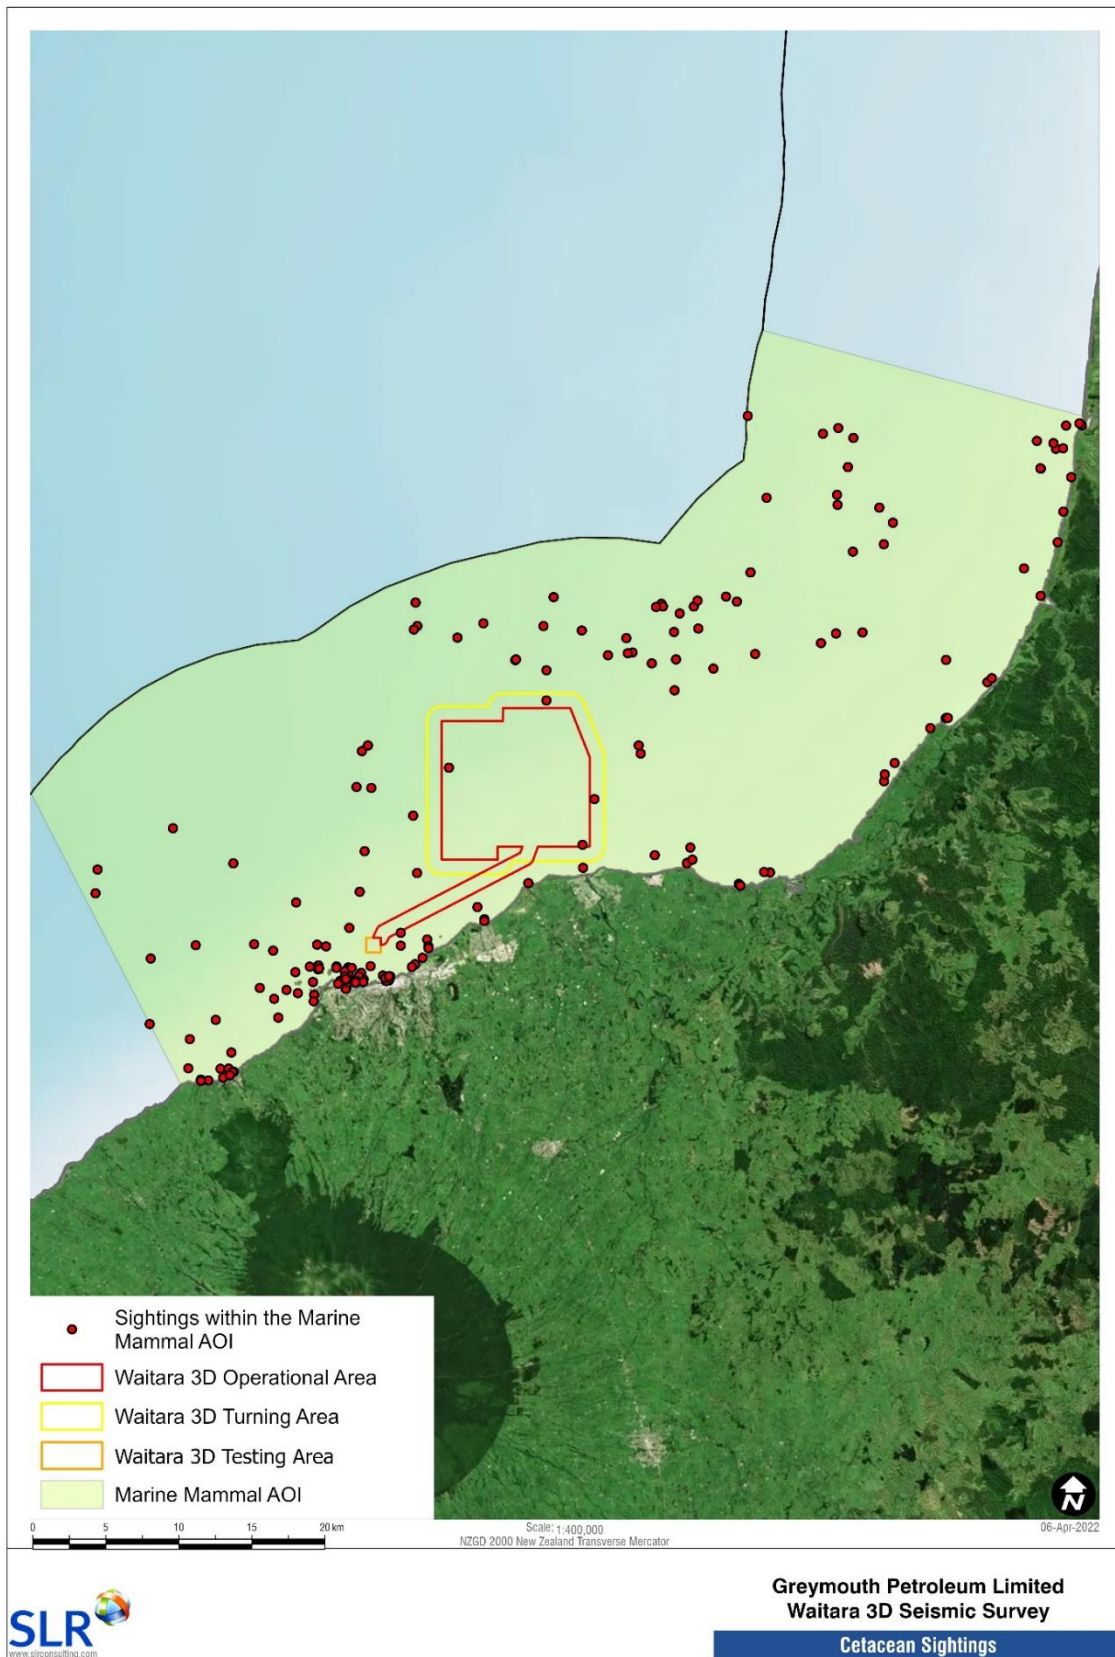 Sightings within the Marine
Mammal AOI
Waitara 3D Operational Area
Waitara 3D Turning Area
Waitara 3D Testing Area
Marine Mammal AOI
N
0 5 10 15 20 km
Scale: 1:400,000
NZGD 2000 New Zealand Transverse Mercator
06-Apr-2022
SLR
www.slrconsulting.com
Greymouth Petroleum Limited
Waitara 3D Seismic Survey
Cetacean Sightings